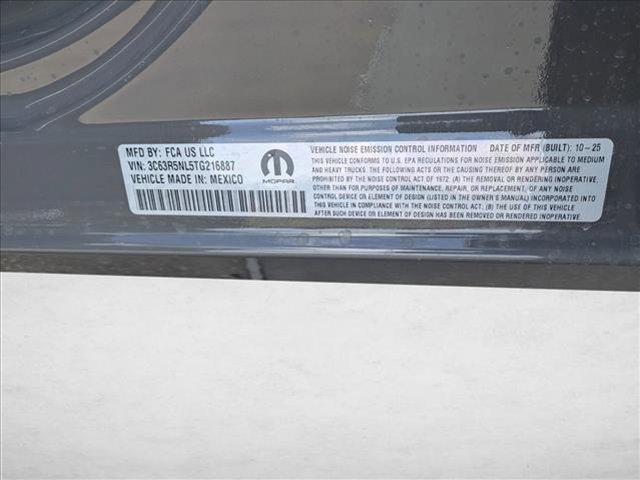 MFD BY: FCA US LLC
VIN: 3C63R5NL5TG216887
VEHICLE MADE IN: MEXICO
MOPAR
VEHICLE NOISE EMISSION CONTROL INFORMATION DATE OF MFR (BUILT): 10-25
THIS VEHICLE CONFORMS TO U.S. EPA REGULATIONS FOR NOISE EMISSION APPLICABLE TO MEDIUM
AND HEAVY TRUCKS. THE FOLLOWING ACTS OR CAUSING THEREOF BY ANY PERSON ARE
PROHIBITED BY THE NOISE CONTROL ACT OF 1972: (A) THE REMOVAL OR RENDERING INOPERATIVE,
OTHER THAN FOR PURPOSES OF MAINTENANCE, REPAIR, OR REPLACEMENT, OF ANY NOISE
CONTROL DEVICE OR ELEMENT OF DESIGN (LISTED IN THE OWNER'S MANUAL) INCORPORATED INTO
THIS VEHICLE IN COMPLIANCE WITH THE NOISE CONTROL ACT; (B) THE USE OF THIS VEHICLE
AFTER SUCH DEVICE OR ELEMENT OF DESIGN HAS BEEN REMOVED OR RENDERED INOPERATIVE.